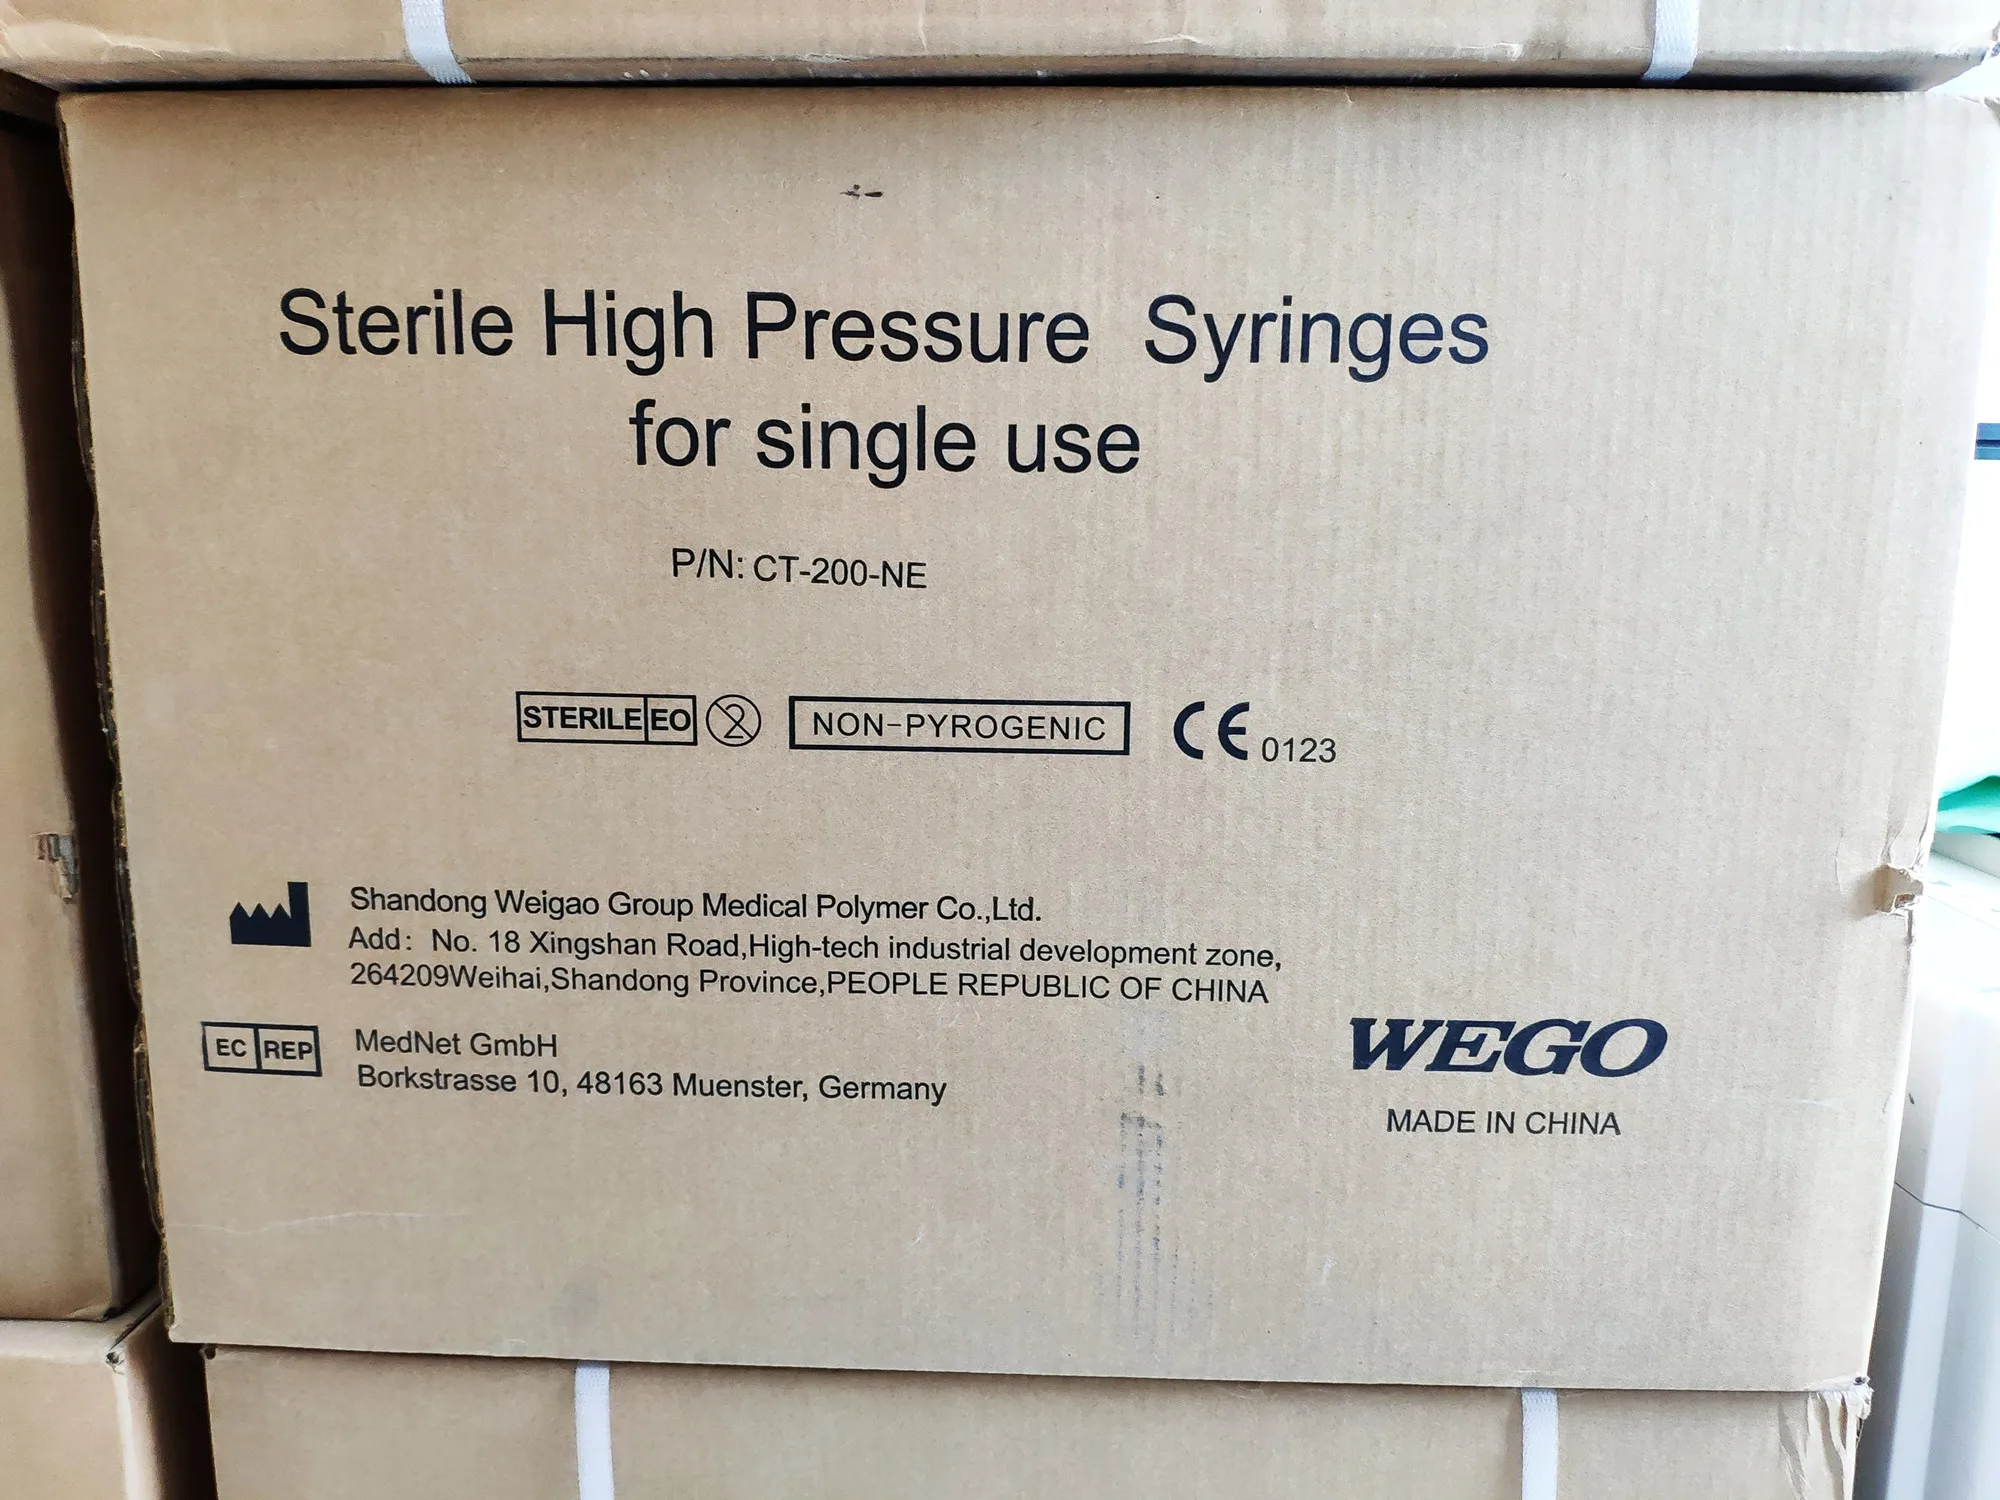 Sterile High Pressure Syringes
for single use
P/N: CT-200-NE
STERILE EO 2 NON-PYROGENIC CE 0123
Shandong Weigao Group Medical Polymer Co.,Ltd.
Add: No. 18 Xingshan Road,High-tech industrial development zone,
264209Weihai,Shandong Province,PEOPLE REPUBLIC OF CHINA
EC REP MedNet GmbH
Borkstrasse 10, 48163 Muenster, Germany
WEGO
MADE IN CHINA